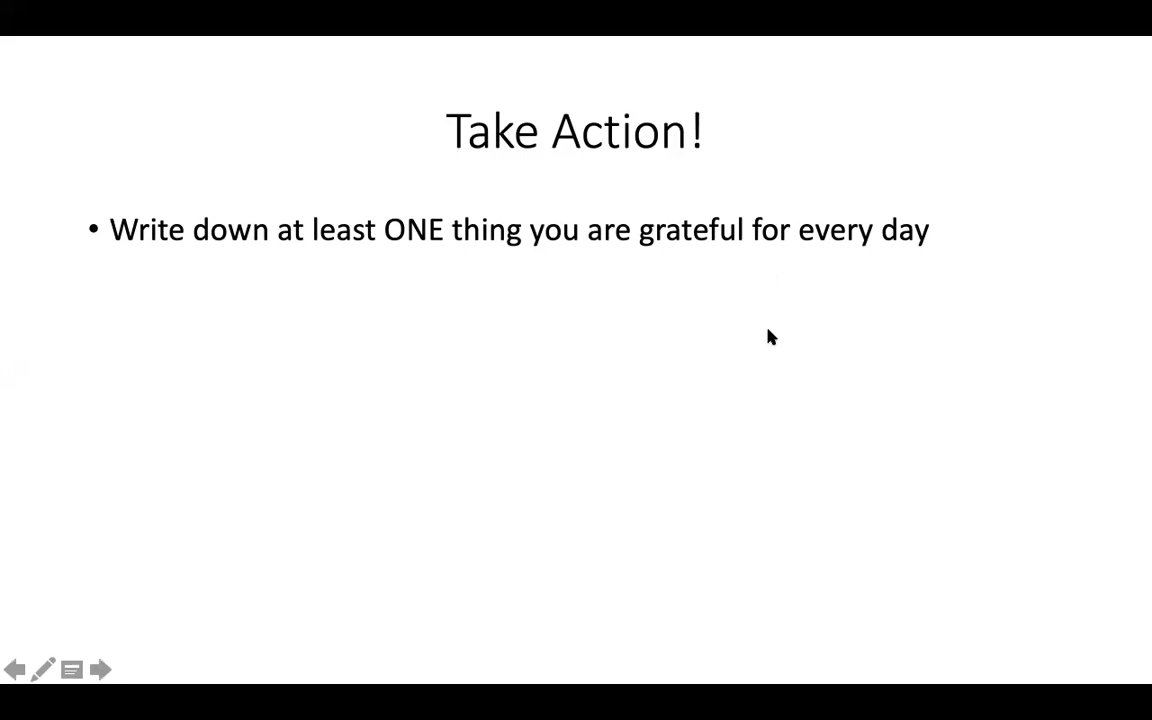 Take Action!
• Write down at least ONE thing you are grateful for every day